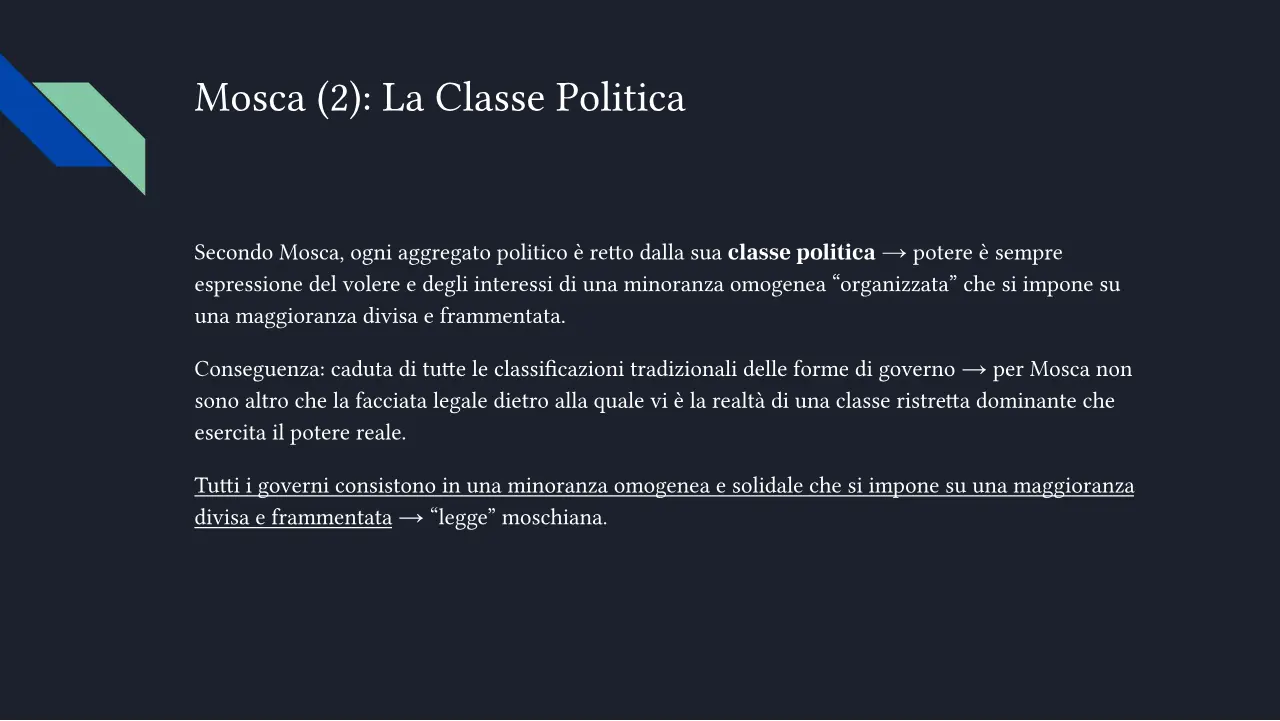 Mosca (2): La Classe Politica
Secondo Mosca, ogni aggregato politico è retto dalla sua classe politica → potere è sempre
espressione del volere e degli interessi di una minoranza omogenea “organizzata” che si impone su
una maggioranza divisa e frammentata.
Conseguenza: caduta di tutte le classificazioni tradizionali delle forme di governo → per Mosca non
sono altro che la facciata legale dietro alla quale vi è la realtà di una classe ristretta dominante che
esercita il potere reale.
Tutti i governi consistono in una minoranza omogenea e solidale che si impone su una maggioranza
divisa e frammentata → “legge” moschiana.